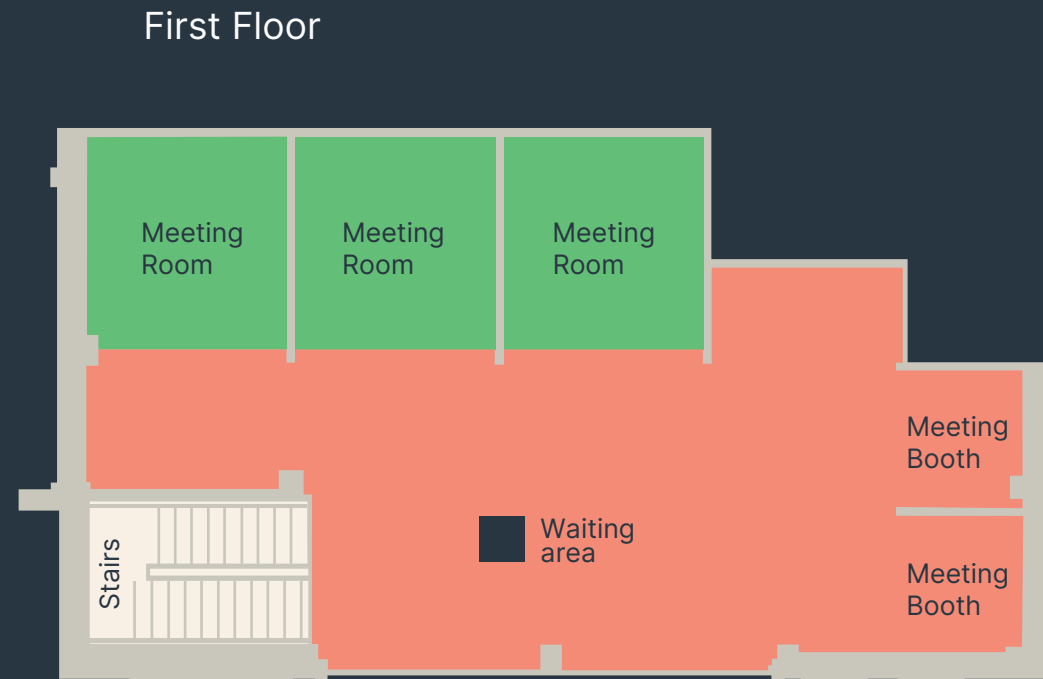 First Floor
Meeting
Room
Meeting
Room
Meeting
Room
Meeting
Booth
Waiting
area
Stairs
Meeting
Booth